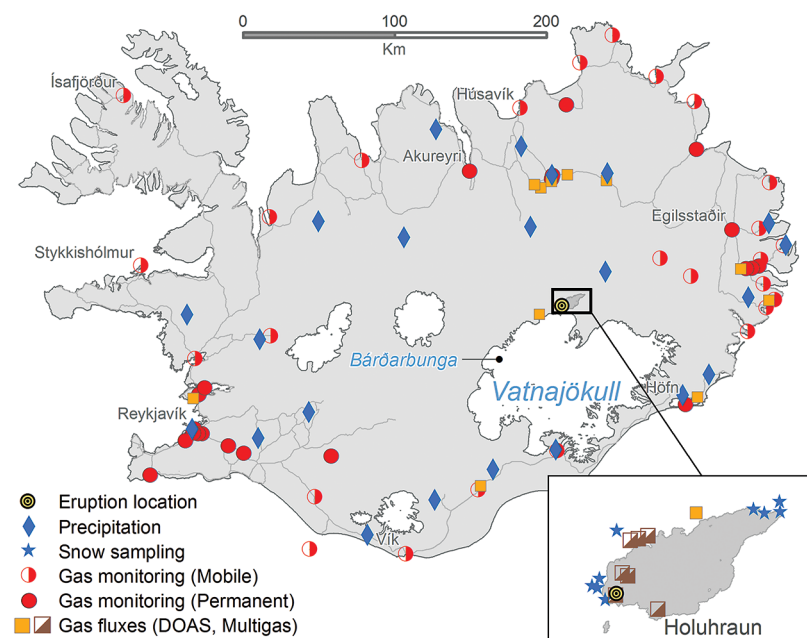 0 100 200
Km
Ísafjörður
Húsavík
Akureyri
Egilsstaðir
Stykkishólmur
Bárðarbunga
Vatnajökull
Höfn
Reykjavík
Vík
Eruption location
Precipitation
Snow sampling
Gas monitoring (Mobile)
Gas monitoring (Permanent)
Gas fluxes (DOAS, Multigas)
Holuhraun